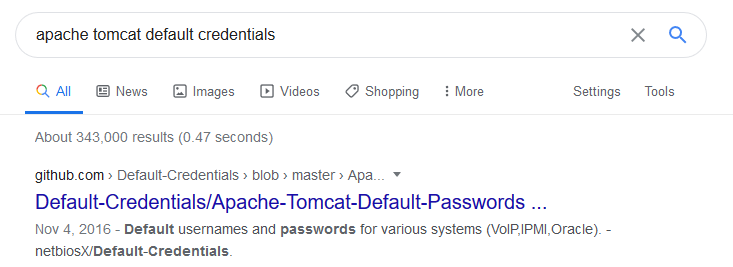 apache tomcat default credentials
All News Images Videos Shopping More Settings Tools
About 343,000 results (0.47 seconds)
github.com › Default-Credentials › blob › master › Apa...
Default-Credentials/Apache-Tomcat-Default-Passwords ...
Nov 4, 2016 - Default usernames and passwords for various systems (VoIP,IPMI,Oracle). -
netbiosX/Default-Credentials.